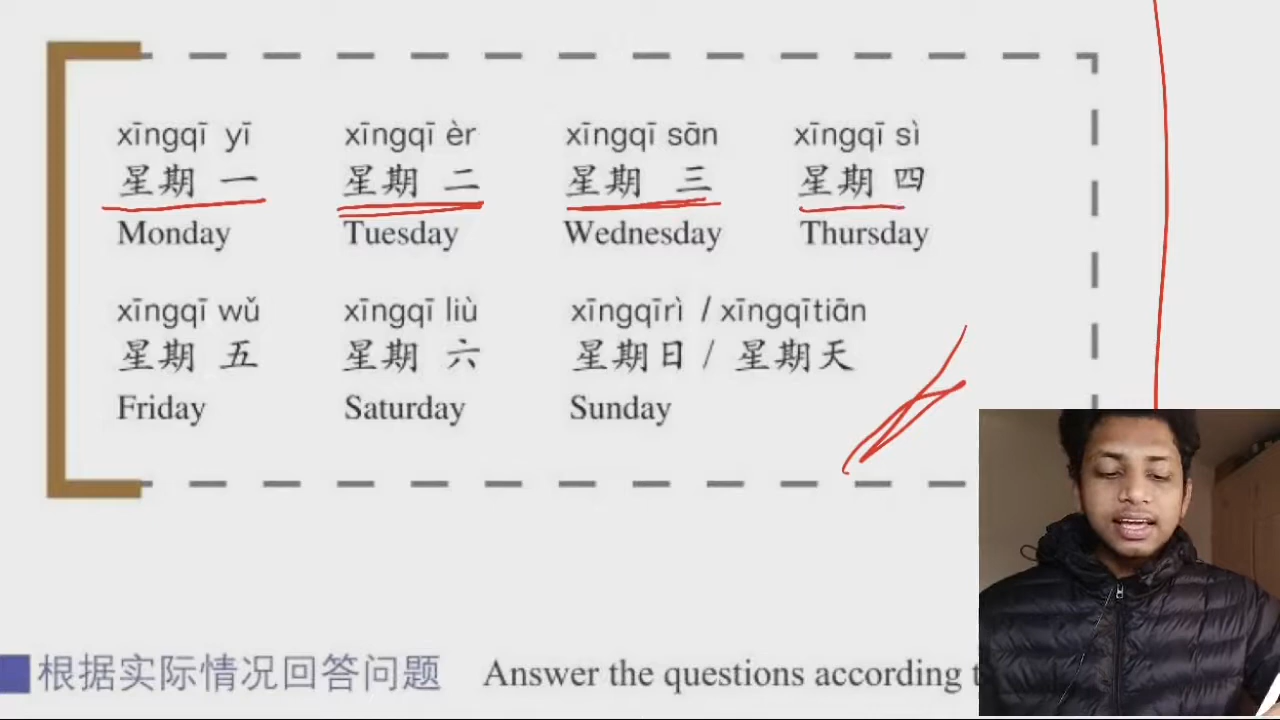 xīngqī yī xīngqī èr xīngqī sān xīngqī sì
星期 一 星期 二 星期 三 星期 四
Monday Tuesday Wednesday Thursday
xīngqī wǔ xīngqī liù xīngqīrì / xīngqītiān
星期 五 星期 六 星期日 / 星期天
Friday Saturday Sunday
根据实际情况回答问题 Answer the questions according